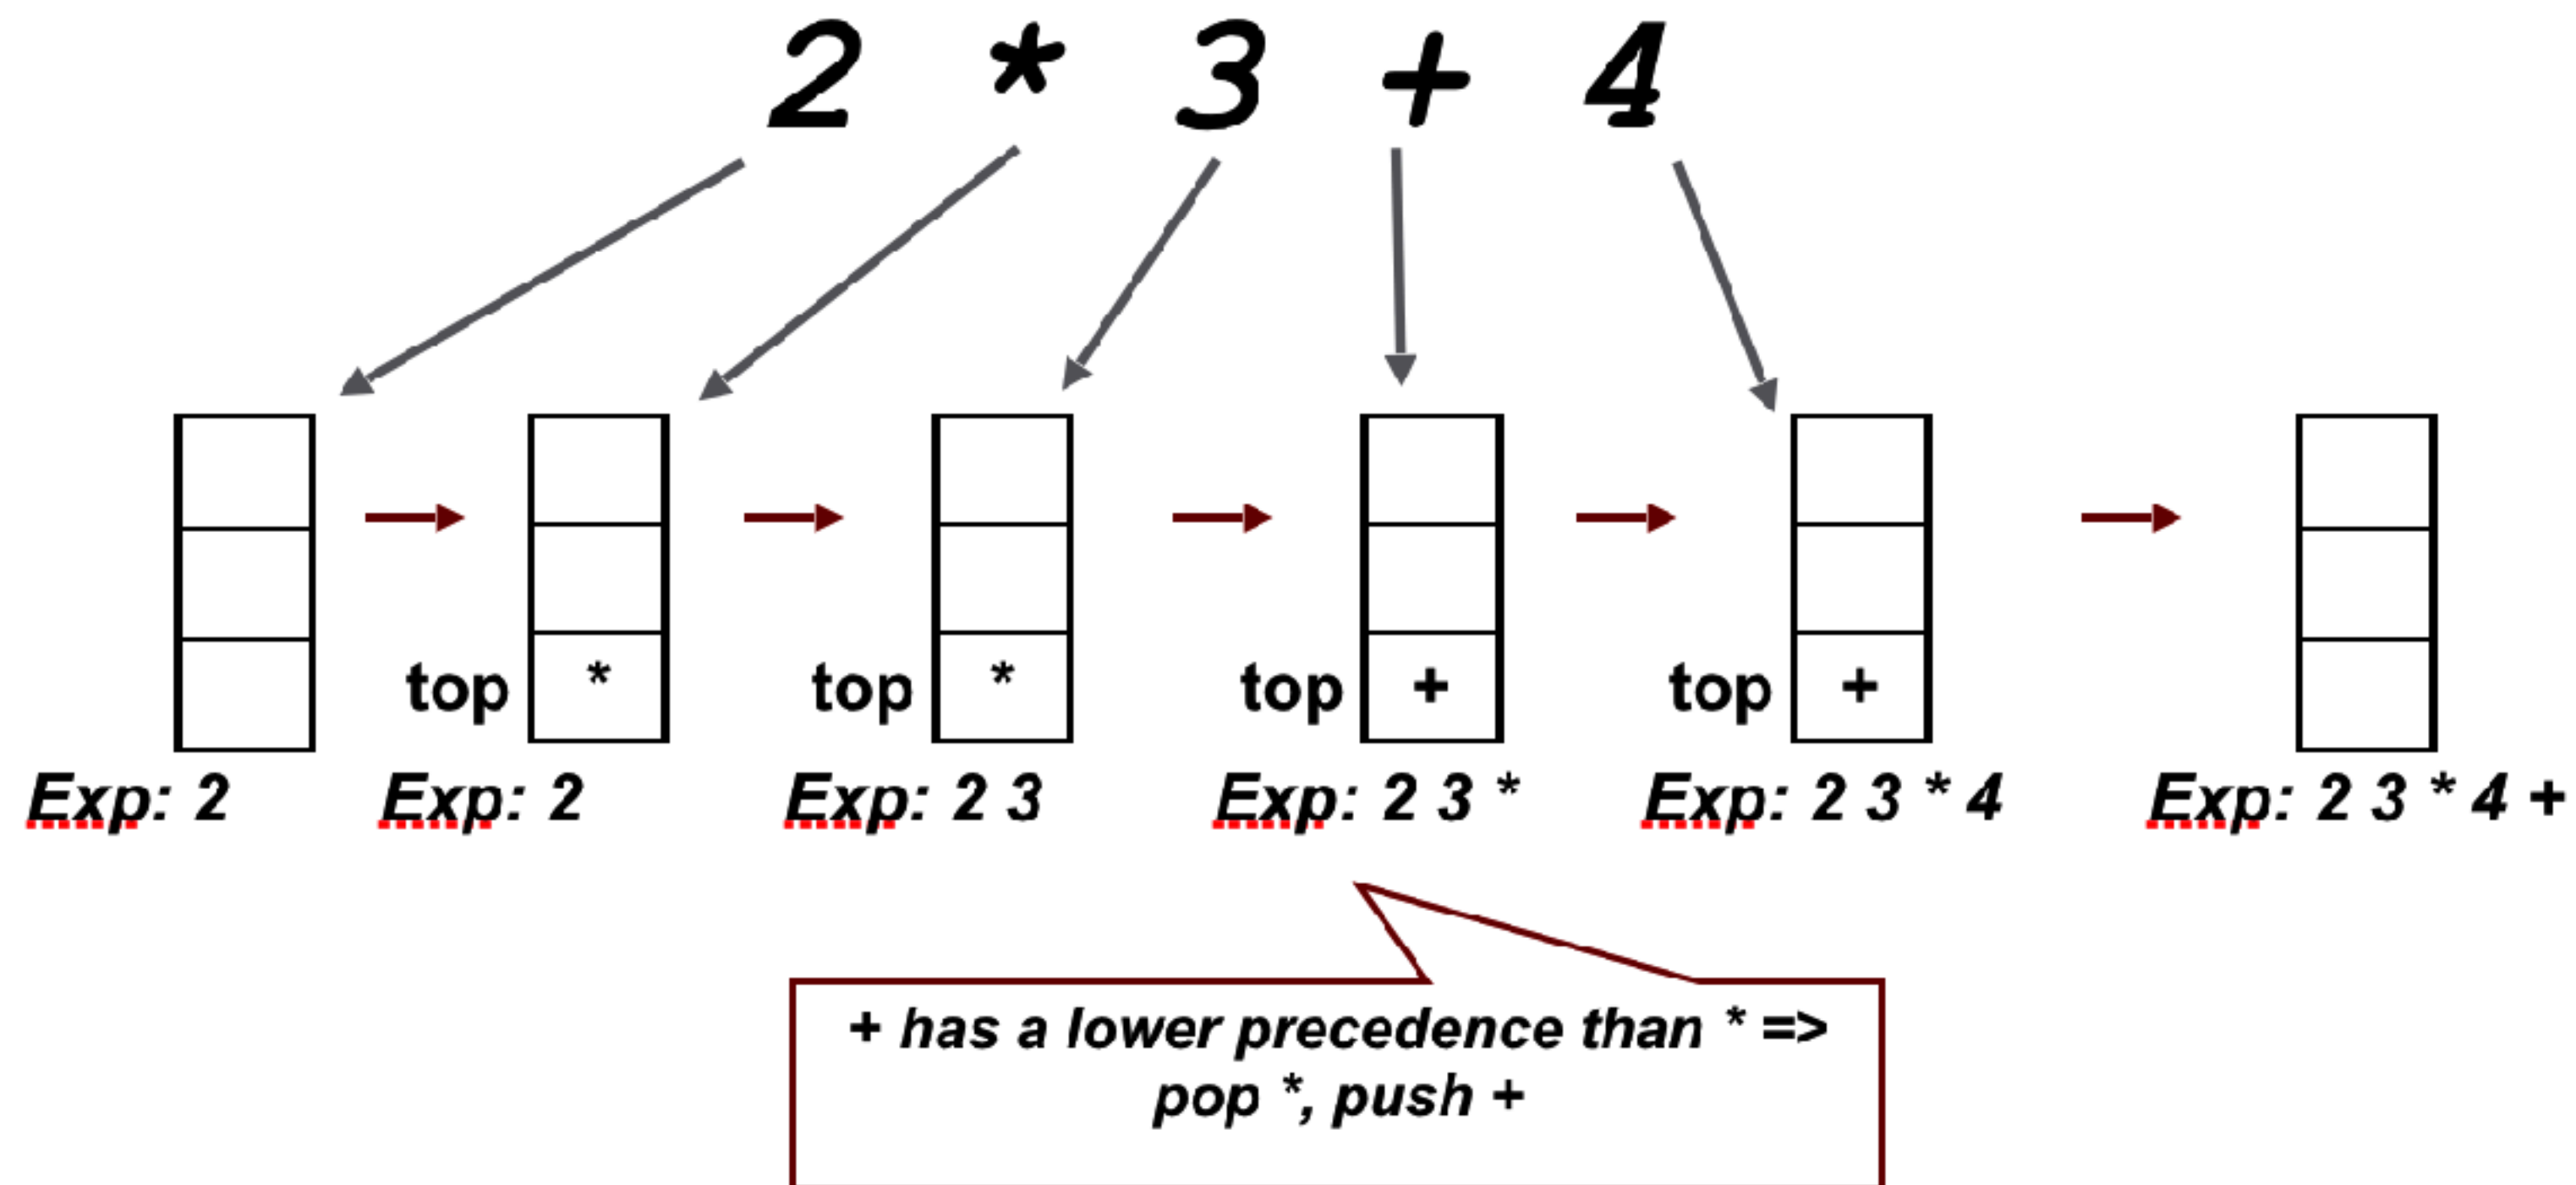 2 * 3 + 4
top * top * top + top +
Exp: 2 Exp: 2 Exp: 2 3 Exp: 2 3 * Exp: 2 3 * 4 Exp: 2 3 * 4 +
+ has a lower precedence than * =>
pop *, push +